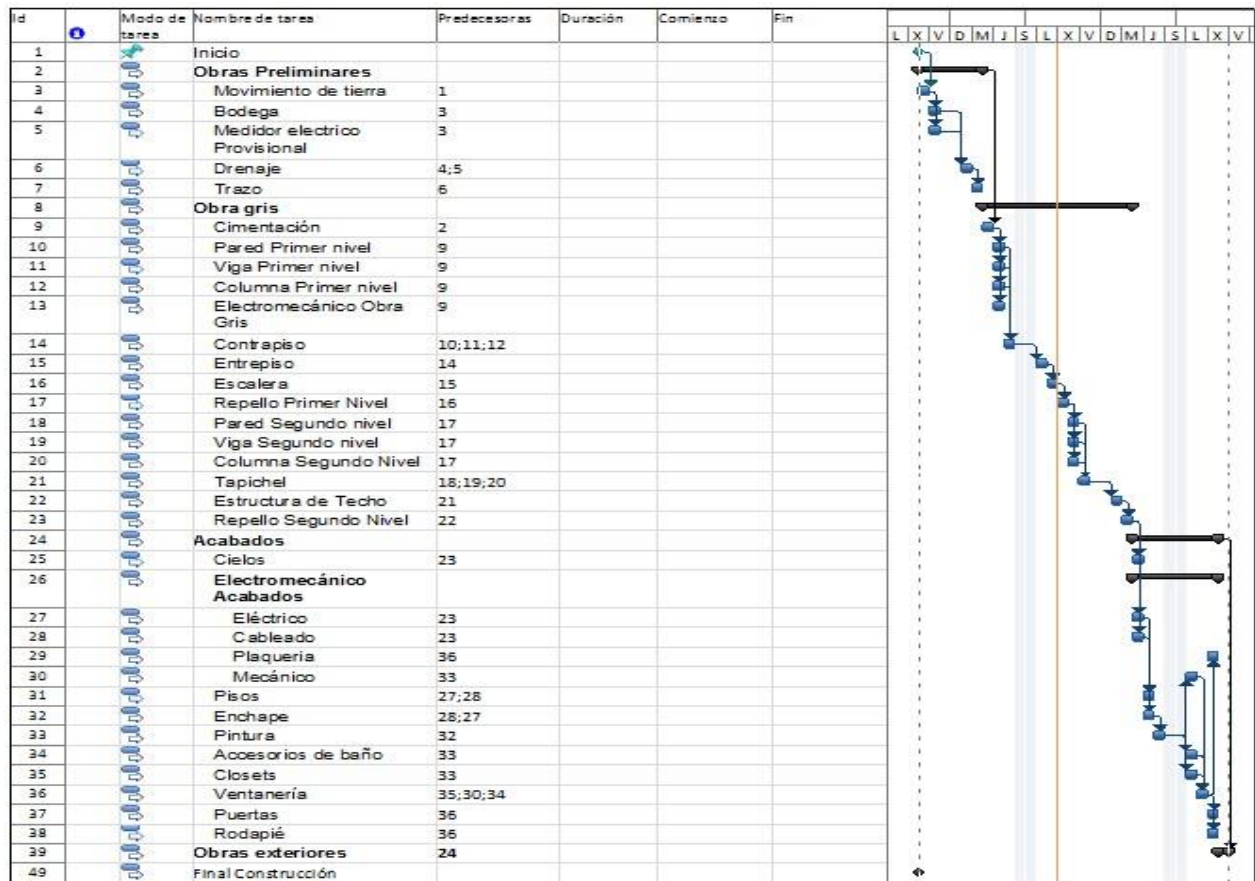 Id Modo de Nombre de tarea Predecesoras Duración Comienzo Fin
tarea L X V D M J S L X V D M J S L X V
1 Inicio
2 Obras Preliminares
3 Movimiento de tierra 1
4 Bodega 3
5 Medidor electrico 3
Provisional
6 Drenaje 4;5
7 Trazo 6
8 Obra gris
9 Cimentación 2
10 Pared Primer nivel 9
11 Viga Primer nivel 9
12 Columna Primer nivel 9
13 Electromecánico Obra 9
Gris
14 Contrapiso 10;11;12
15 Entrepiso 14
16 Escalera 15
17 Repello Primer Nivel 16
18 Pared Segundo nivel 17
19 Viga Segundo nivel 17
20 Columna Segundo Nivel 17
21 Tapichel 18;19;20
22 Estructura de Techo 21
23 Repello Segundo Nivel 22
24 Acabados
25 Cielos 23
26 Electromecánico
Acabados
27 Eléctrico 23
28 Cableado 23
29 Plaqueria 36
30 Mecánico 33
31 Pisos 27;28
32 Enchape 28;27
33 Pintura 32
34 Accesorios de baño 33
35 Closets 33
36 Ventanería 35;30;34
37 Puertas 36
38 Rodapié 36
39 Obras exteriores 24
49 Final Construcción